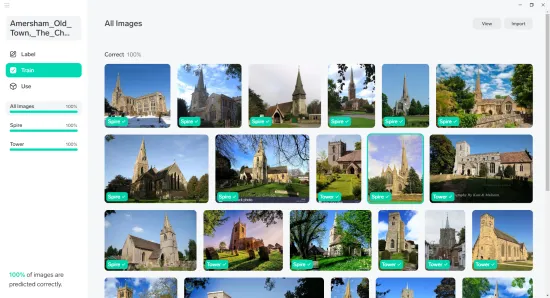 Amersham_Old_
Town,_The_Ch...
Label
Train
Use
All Images 100%
Spire 100%
Tower 100%
100% of images are
predicted correctly.
All Images
View
Import
Correct 100%
Spire
Spire
Spire
Spire
Spire
Spire
Spire
Spire
Tower
Spire
Tower
Spire
Tower
Spire
Tower
Tower
Tower